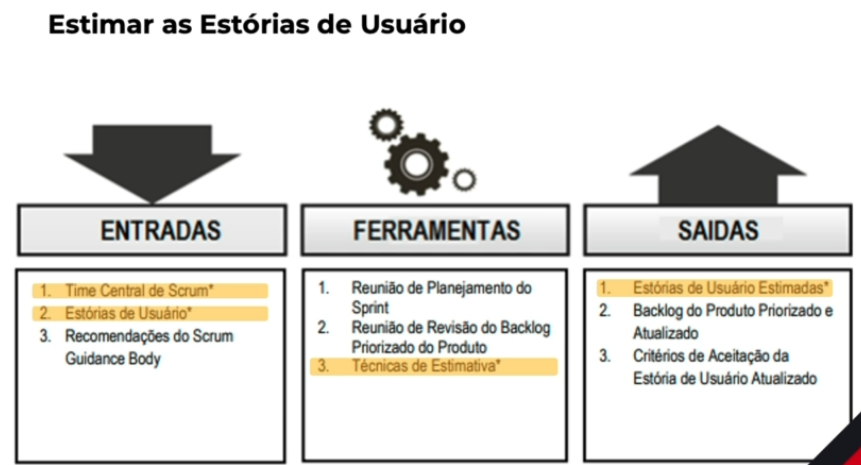 Estimar as Estórias de Usuário
ENTRADAS
1. Time Central de Scrum*
2. Estórias de Usuário*
3. Recomendações do Scrum
Guidance Body
FERRAMENTAS
1. Reunião de Planejamento do
Sprint
2. Reunião de Revisão do Backlog
Priorizado do Produto
3. Técnicas de Estimativa*
SAIDAS
1. Estórias de Usuário Estimadas*
2. Backlog do Produto Priorizado e
Atualizado
3. Critérios de Aceitação da
Estória de Usuário Atualizado